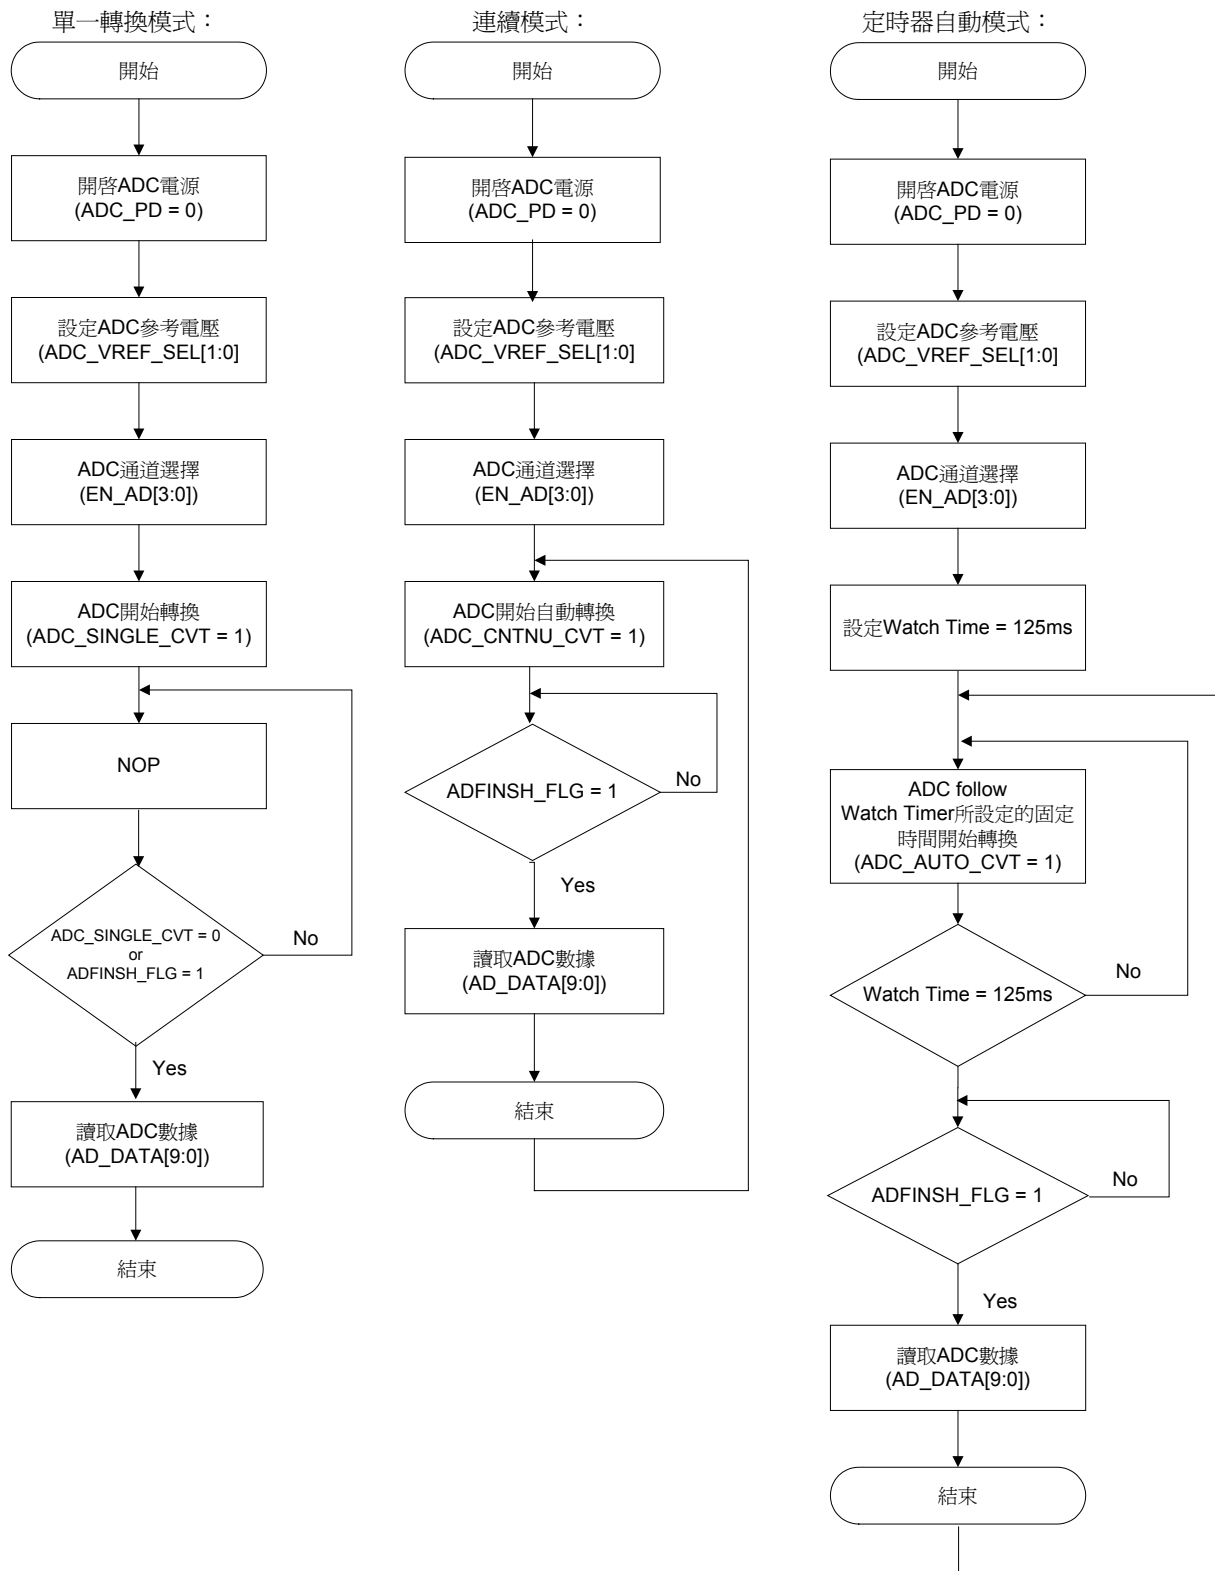 單一轉換模式：
開始
開啓ADC電源
(ADC_PD = 0)
設定ADC參考電壓
(ADC_VREF_SEL[1:0]
ADC通道選擇
(EN_AD[3:0])
ADC開始轉換
(ADC_SINGLE_CVT = 1)
NOP
ADC_SINGLE_CVT = 0
or
ADFINSH_FLG = 1
No
Yes
讀取ADC數據
(AD_DATA[9:0])
結束
連續模式：
開始
開啓ADC電源
(ADC_PD = 0)
設定ADC參考電壓
(ADC_VREF_SEL[1:0]
ADC通道選擇
(EN_AD[3:0])
ADC開始自動轉換
(ADC_CNTNU_CVT = 1)
ADFINSH_FLG = 1
No
Yes
讀取ADC數據
(AD_DATA[9:0])
結束
定時器自動模式：
開始
開啓ADC電源
(ADC_PD = 0)
設定ADC參考電壓
(ADC_VREF_SEL[1:0]
ADC通道選擇
(EN_AD[3:0])
設定Watch Time = 125ms
ADC follow
Watch Timer所設定的固定
時間開始轉換
(ADC_AUTO_CVT = 1)
Watch Time = 125ms
No
ADFINSH_FLG = 1
No
Yes
讀取ADC數據
(AD_DATA[9:0])
結束